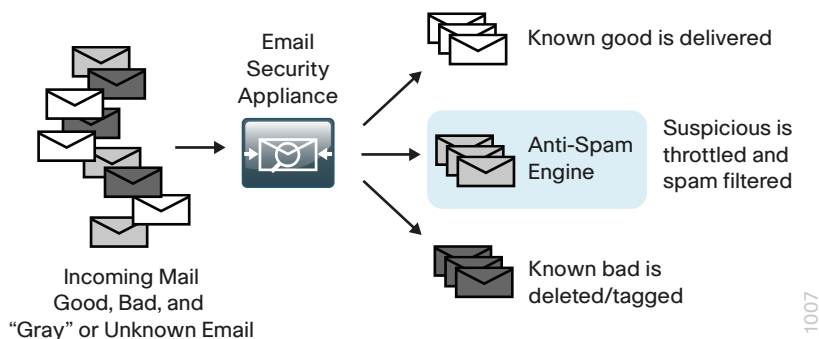 Email
Security
Appliance
Known good is delivered
Anti-Spam
Engine
Suspicious is
throttled and
spam filtered
Known bad is
deleted/tagged
Incoming Mail
Good, Bad, and
“Gray” or Unknown Email
1007